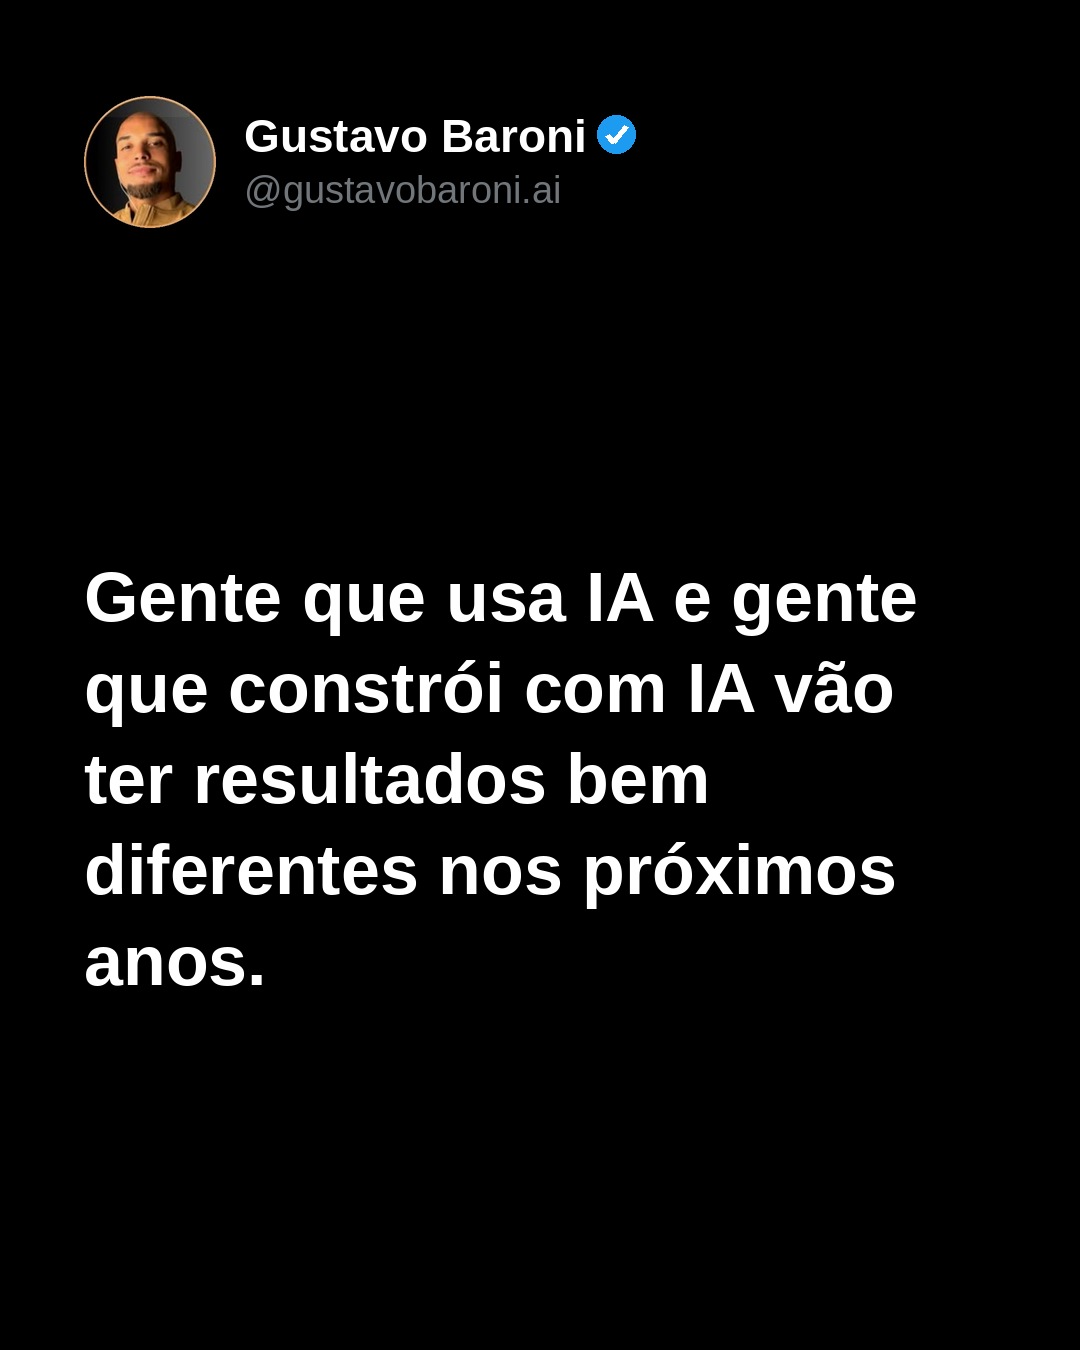 Gustavo Baroni
@gustavobaroni.ai
Gente que usa IA e gente
que constrói com IA vão
ter resultados bem
diferentes nos próximos
anos.